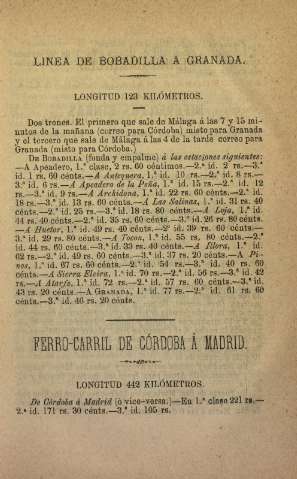 LINEA DE BOBADILLA Á GRANADA.
LONGITUD 123 KILÓMETROS.
Dos trenes. El primero que sale de Málaga á las 7 y 15 mi-
nutos de la mañana (correo para Córdoba) misto para Granada
y el tercero que sale de Málaga á las 4 de la tarde correo para
Granada (misto para Córdoba.)
DE BOBADILLA (fonda y empalme) á las estaciones siguientes:
—A Apeadero, 1.ª clase, 2 rs. 60 céntimos.—2.ª id. 2 rs.—3.ª
id. 1 rs. 60 cénts.—A Antequera, 1.ª id. 10 rs.—2.ª id. 8 rs.—
3.ª id. 6 rs.—A Apeadero de la Peña, 1.ª id. 15 rs.—2.ª id. 12
rs.—3.ª id. 9 rs.—A Archidona, 1.ª id. 22 rs. 60 cénts.—2.ª id.
18 rs.—3.ª id. 13 rs. 60 cénts.—A Las Salinas, 1.ª id. 31 rs. 40
cénts.—2.ª id. 25 rs.—3.ª id. 18 rs. 80 cénts.—A Loja, 1.ª id.
44 rs. 40 cénts.—2.ª id. 35 rs. 60 cénts.—3.ª id. 26 rs. 80 cénts.
—A Huetor, 1.ª id. 49 rs. 40 cénts.—2ª id. 39 rs. 60 cénts.—
3.ª id. 29 rs. 80 cénts.—A Tocon, 1.ª id. 55 rs. 80 cénts.—2.ª
id. 44 rs. 60 cénts.—3.ª id. 33 rs. 40 cénts.—A Illora, 1.ª id.
62 rs.—2.ª id. 49 rs. 60 cénts.—3.ª id. 37 rs. 20 cénts.—A Pi-
nos, 1.ª id. 67 rs. 60 cénts.—2.ª id. 54 rs.—3.ª id. 40 rs. 60
cénts.—A Sierra Elvira, 1.ª id. 70 rs.—2.ª id. 56 rs.—3.ª id. 42
rs.—A Atarfe, 1.ª id. 72 rs.—2.ª id. 57 rs. 60 cénts.—3.ª id.
43 rs. 20 cénts.—A GRANADA, 1.ª id. 77 rs.—2.ª id. 61 rs. 60
cénts.—3.ª id. 46 rs. 20 cénts.
FERRO-CARRIL DE CÓRDOBA Á MADRID.
LONGITUD 442 KILÓMETROS.
De Córdoba á Madrid (ó vice-versa.)—En 1.ª clase 221 rs.—
2.ª id. 171 rs. 30 cénts.—3.ª id. 105 rs.